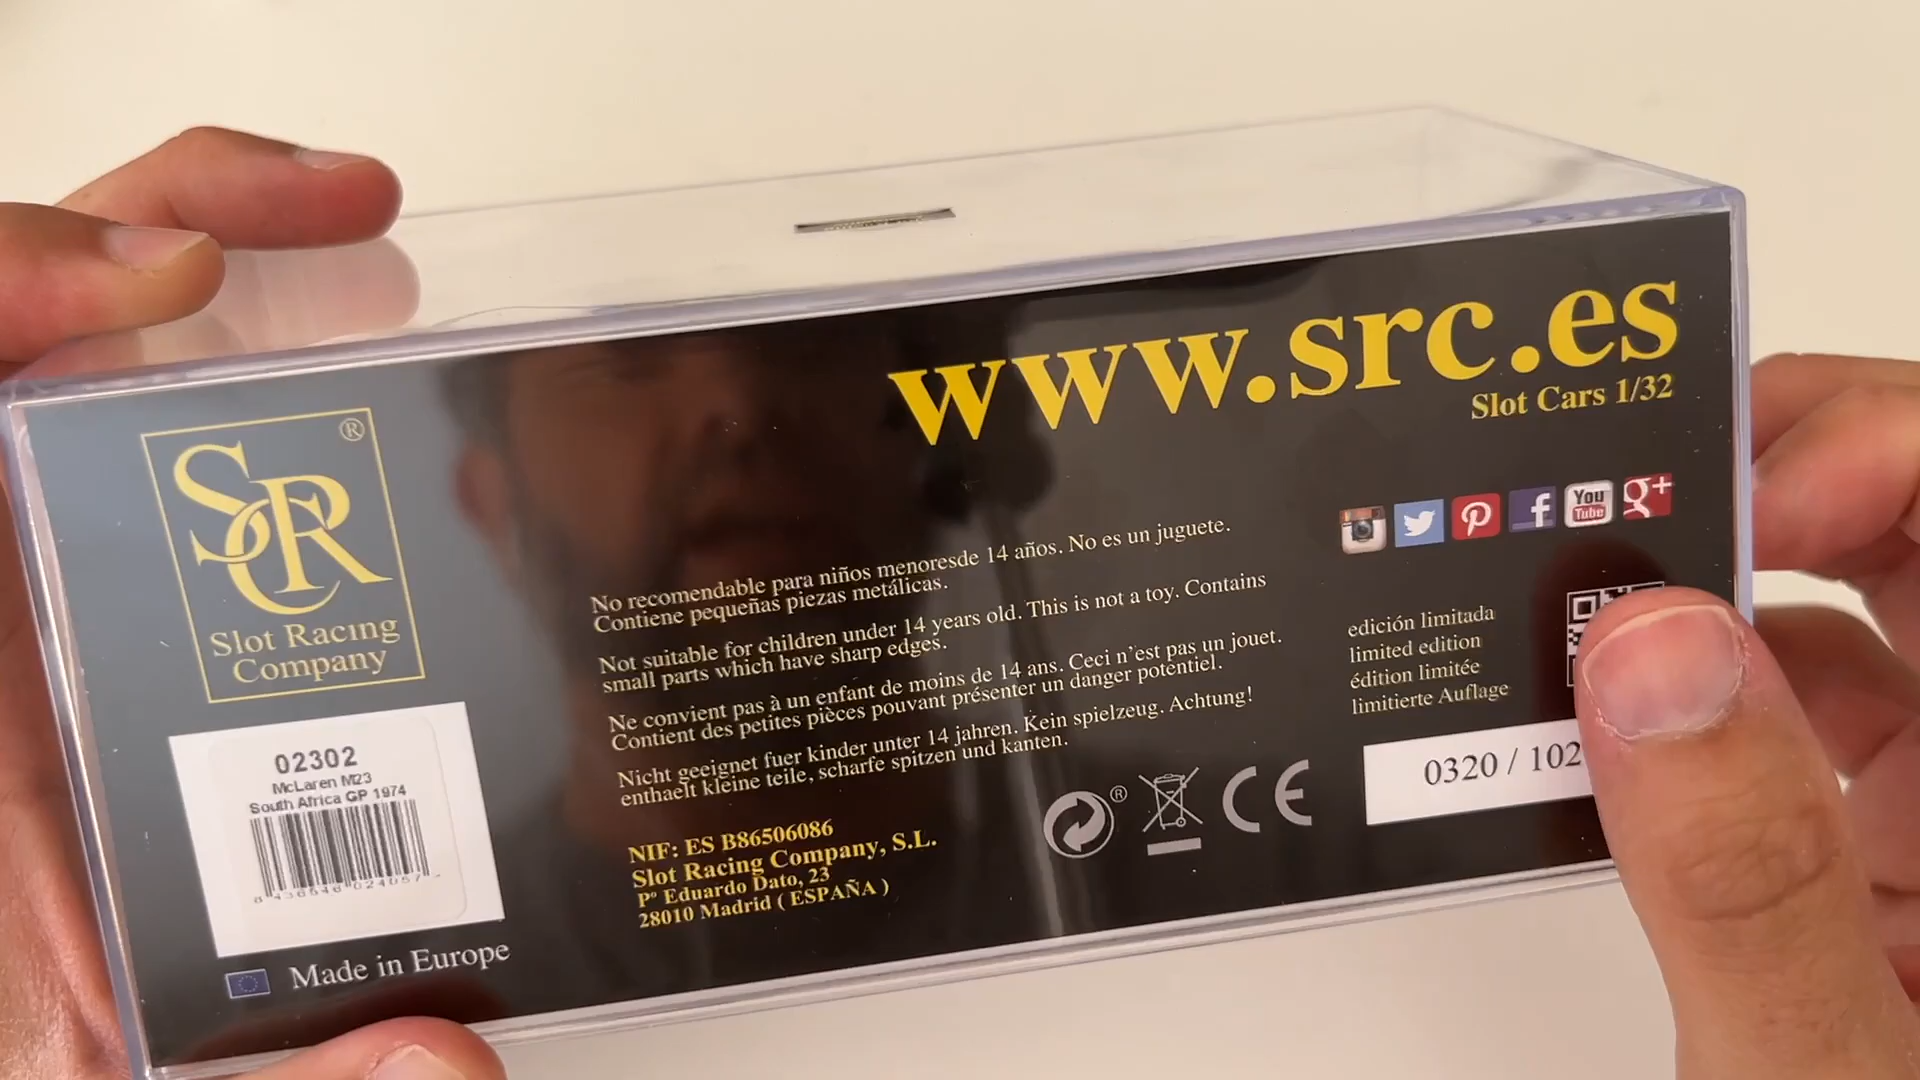 www.src.es
Slot Cars 1/32
SCR ®
Slot Racing
Company
You
Tube
g+
No recomendable para niños menoresde 14 años. No es un juguete.
Contiene pequeñas piezas metálicas.
Not suitable for children under 14 years old. This is not a toy. Contains
small parts which have sharp edges.
Ne convient pas à un enfant de moins de 14 ans. Ceci n'est pas un jouet.
Contient des petites pièces pouvant présenter un danger potentiel.
Nicht geeignet fuer kinder unter 14 jahren. Kein spielzeug. Achtung!
enthaelt kleine teile, scharfe spitzen und kanten.
edición limitada
limited edition
édition limitée
limitierte Auflage
0320 / 102
02302
McLaren M23
South Africa GP 1974
NIF: ES B86506086
Slot Racing Company, S.L.
Pº Eduardo Dato, 23
28010 Madrid ( ESPAÑA )
® CE
Made in Europe